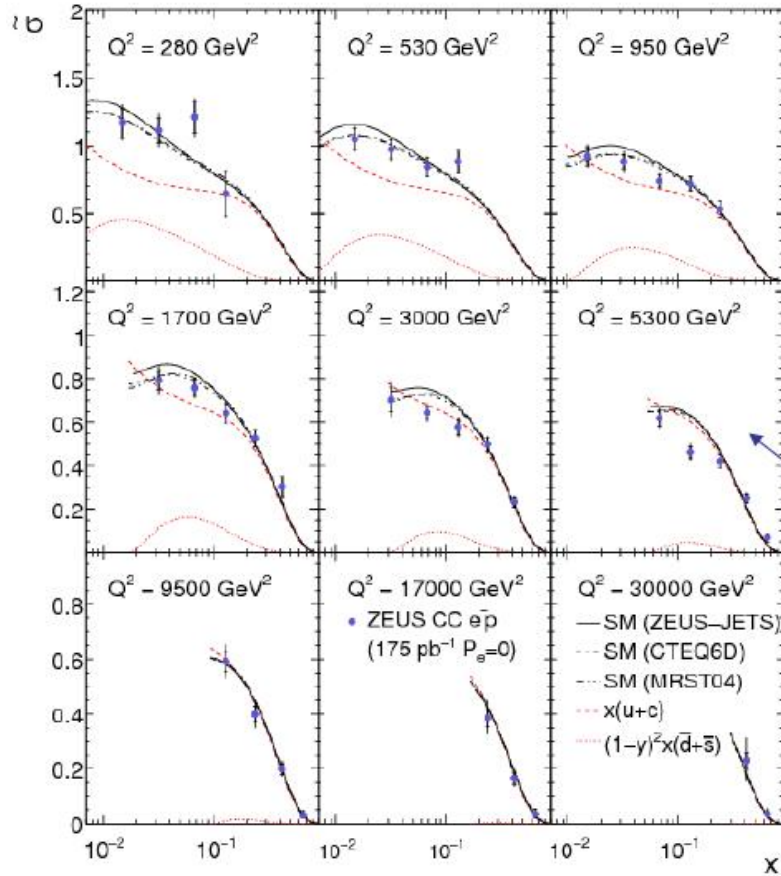 σ̃
Q² = 280 GeV²
Q² = 530 GeV²
Q² = 950 GeV²
2
1.5
1
0.5
Q² = 1700 GeV²
Q² = 3000 GeV²
Q² = 5300 GeV²
1.2
1
0.8
0.6
0.4
0.2
Q² – 9500 GeV²
Q² – 17000 GeV²
Q² – 30000 GeV²
ZEUS CC e⁻p
(175 pb⁻¹ Pₑ=0)
SM (ZEUS–JETS)
SM (CTEQ6D)
SM (MRST04)
x(u+c)
(1–y)²x(d̄+s̄)
0.8
0.6
0.4
0.2
0
10⁻² 10⁻¹ 10⁻² 10⁻¹ 10⁻² 10⁻¹ x